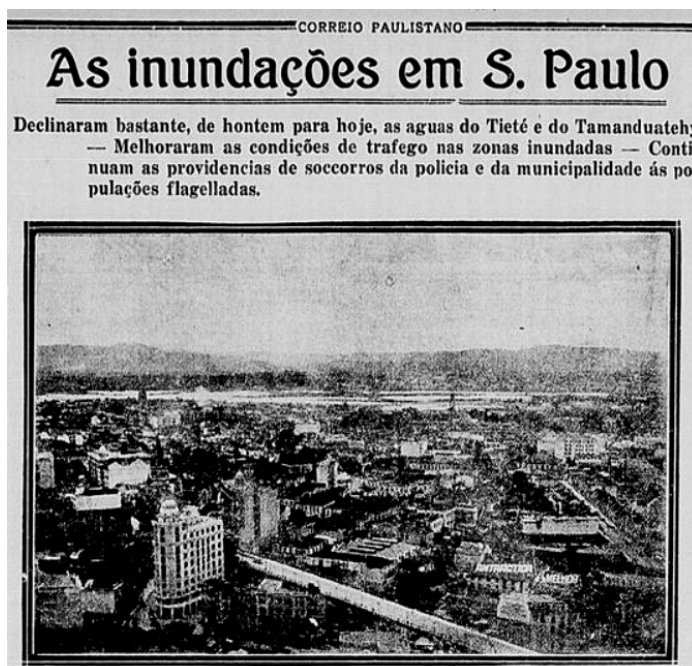 CORREIO PAULISTANO
As inundações em S. Paulo
Declinaram bastante, de hontem para hoje, as aguas do Tieté e do Tamanduatehy
— Melhoraram as condições de trafego nas zonas inundadas — Conti
nuam as providencias de soccorros da policia e da municipalidade ás po
pulações flagelladas.
ANTARCTICA
A MELHOR